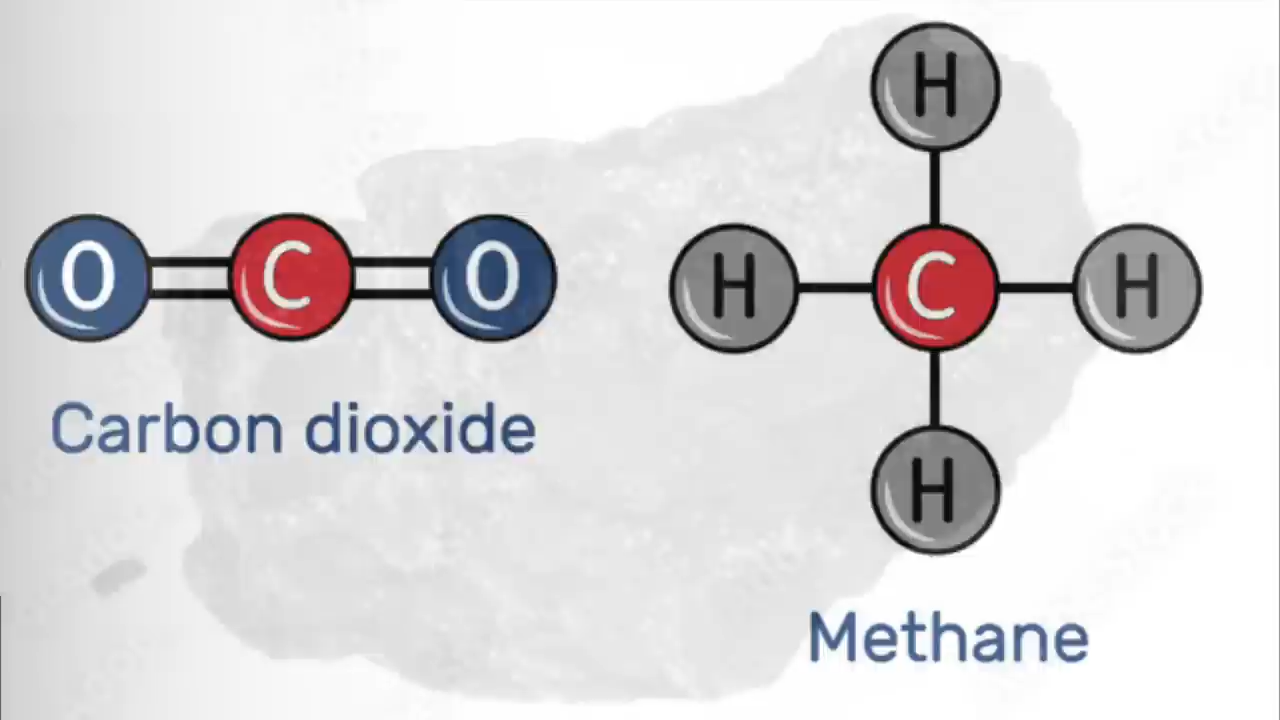 O C O
Carbon dioxide
H
H C H
H
Methane